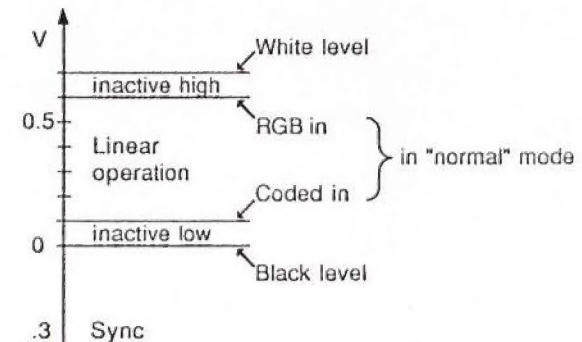 V
White level
inactive high
RGB in
0.5
Linear
operation
in "normal" mode
Coded in
inactive low
0
Black level
.3 Sync